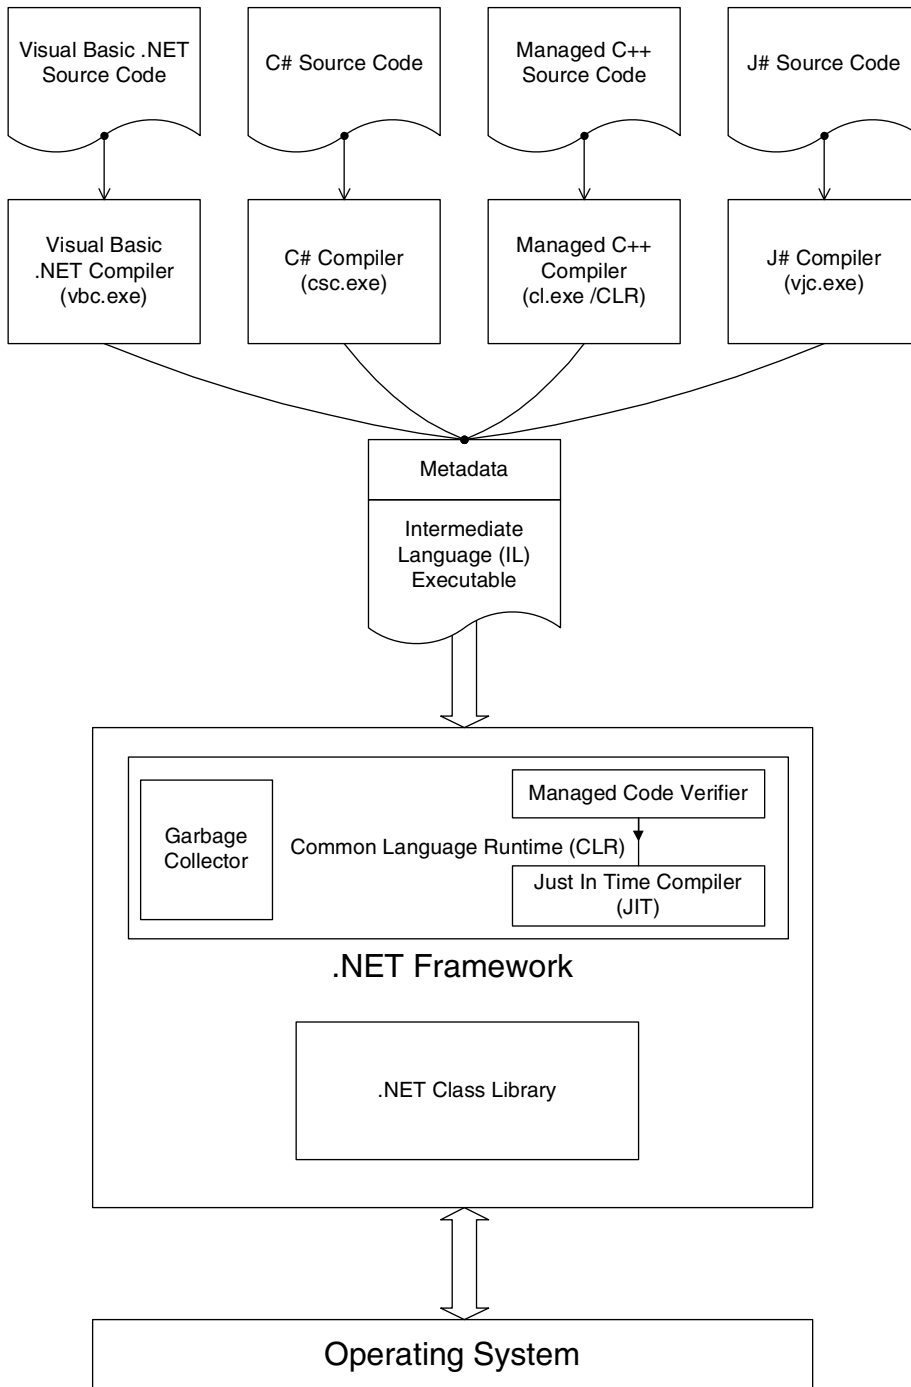 Visual Basic .NET
Source Code
C# Source Code
Managed C++
Source Code
J# Source Code
Visual Basic
.NET Compiler
(vbc.exe)
C# Compiler
(csc.exe)
Managed C++
Compiler
(cl.exe /CLR)
J# Compiler
(vjc.exe)
Metadata
Intermediate
Language (IL)
Executable
Garbage
Collector
Common Language Runtime (CLR)
Managed Code Verifier
Just In Time Compiler
(JIT)
.NET Framework
.NET Class Library
Operating System